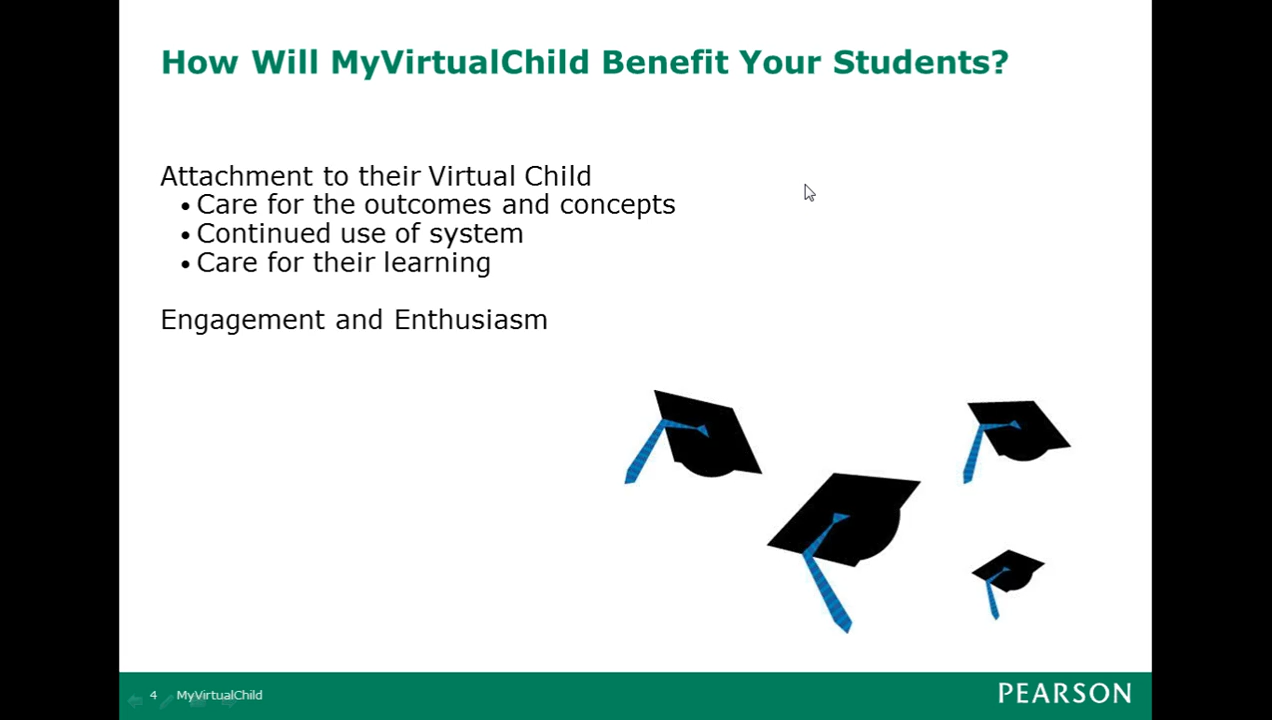 How Will MyVirtualChild Benefit Your Students?
Attachment to their Virtual Child
• Care for the outcomes and concepts
• Continued use of system
• Care for their learning
Engagement and Enthusiasm
4 MyVirtualChild
PEARSON